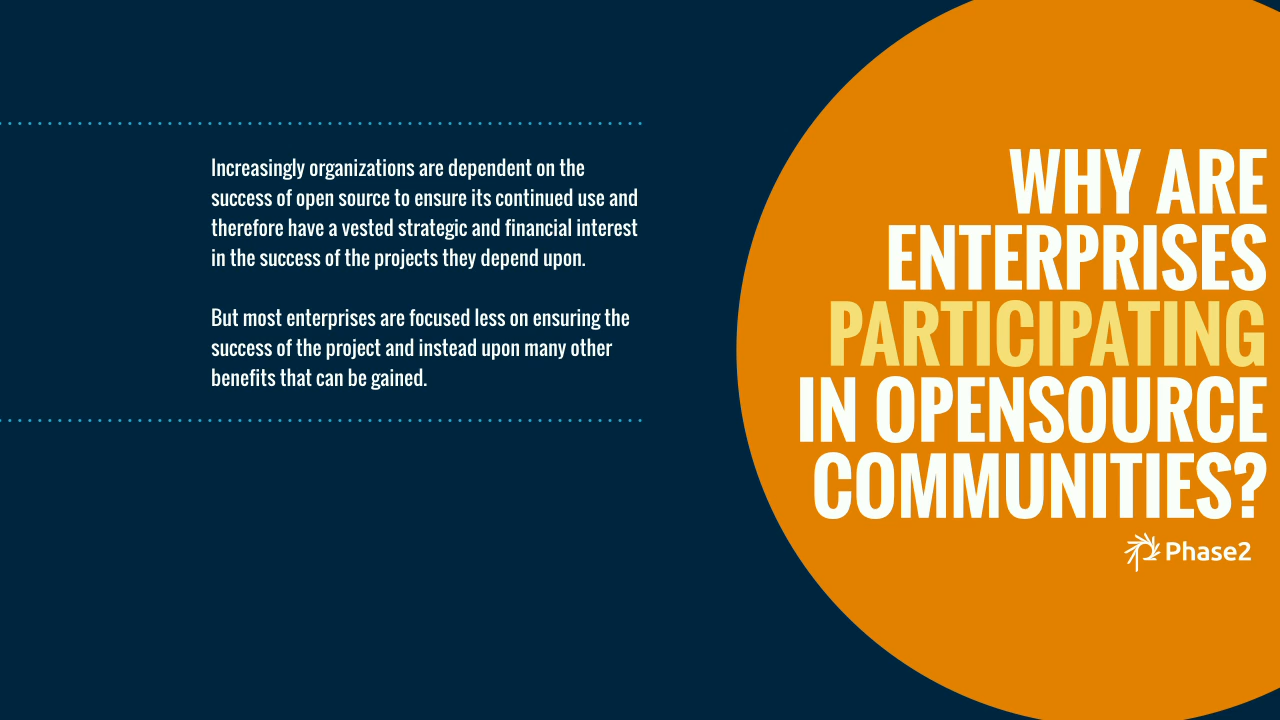 Increasingly organizations are dependent on the
success of open source to ensure its continued use and
therefore have a vested strategic and financial interest
in the success of the projects they depend upon.
But most enterprises are focused less on ensuring the
success of the project and instead upon many other
benefits that can be gained.
WHY ARE
ENTERPRISES
PARTICIPATING
IN OPENSOURCE
COMMUNITIES?
Phase2